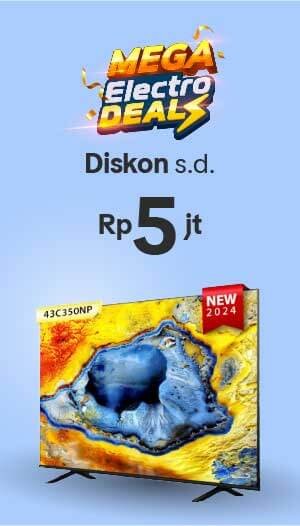 MEGA
Electro
DEALS
Diskon s.d.
Rp 5 jt
43C350NP
NEW
2024